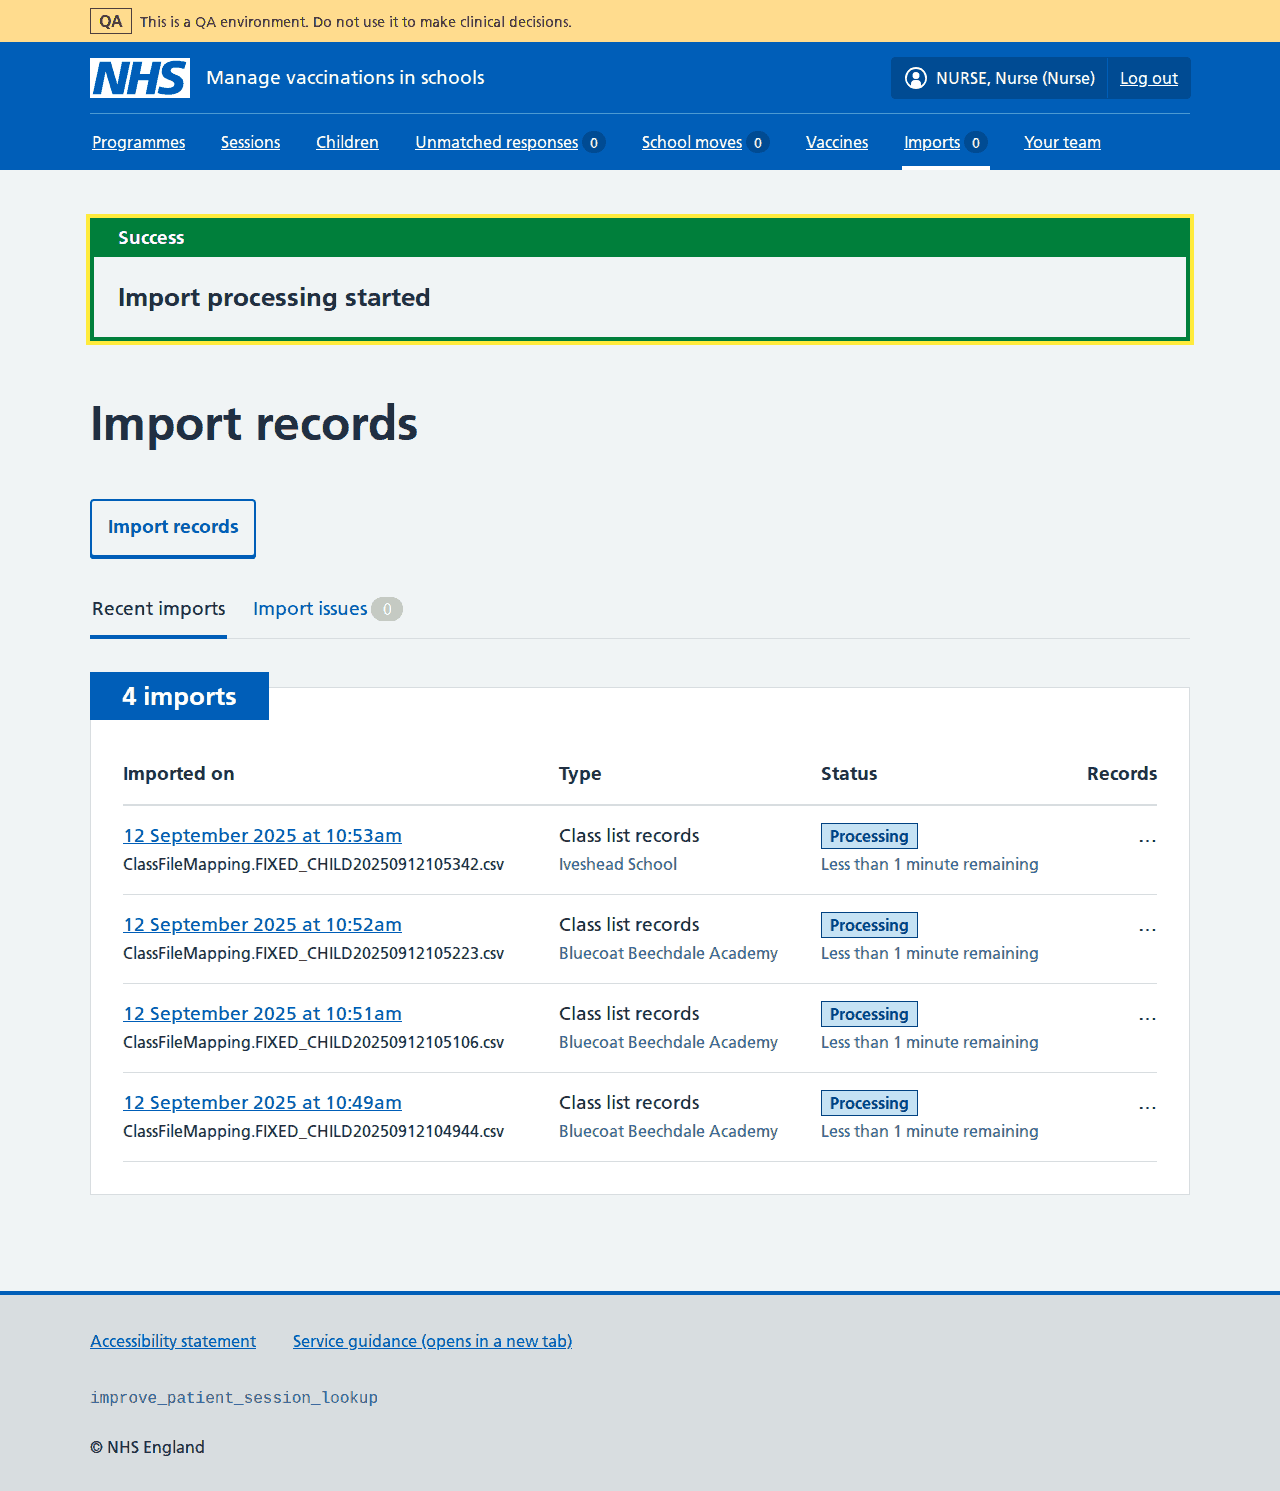 QA This is a QA environment. Do not use it to make clinical decisions.
NHS Manage vaccinations in schools NURSE, Nurse (Nurse) Log out
Programmes Sessions Children Unmatched responses 0 School moves 0 Vaccines Imports 0 Your team
Success
Import processing started
Import records
Import records
Recent imports Import issues 0
4 imports
Imported on Type Status Records
12 September 2025 at 10:53am Class list records Processing ...
ClassFileMapping.FIXED_CHILD20250912105342.csv Iveshead School Less than 1 minute remaining
12 September 2025 at 10:52am Class list records Processing ...
ClassFileMapping.FIXED_CHILD20250912105223.csv Bluecoat Beechdale Academy Less than 1 minute remaining
12 September 2025 at 10:51am Class list records Processing ...
ClassFileMapping.FIXED_CHILD20250912105106.csv Bluecoat Beechdale Academy Less than 1 minute remaining
12 September 2025 at 10:49am Class list records Processing ...
ClassFileMapping.FIXED_CHILD20250912104944.csv Bluecoat Beechdale Academy Less than 1 minute remaining
Accessibility statement Service guidance (opens in a new tab)
improve_patient_session_lookup
© NHS England